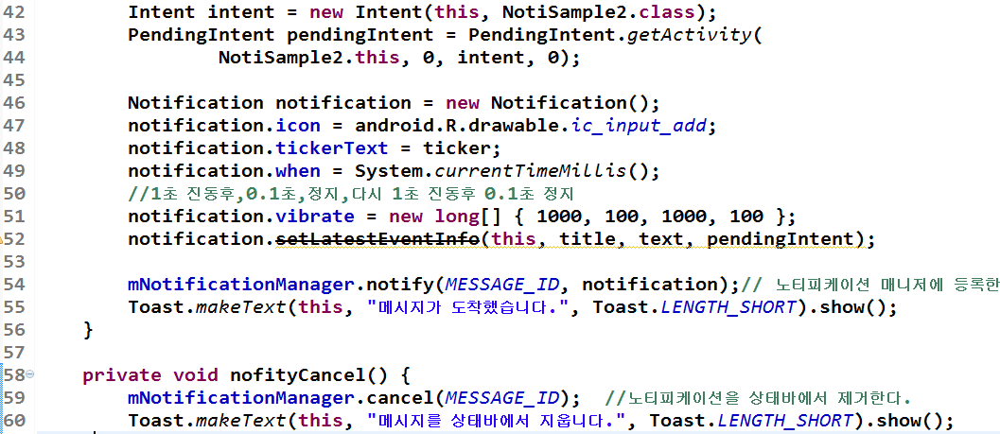 42 Intent intent = new Intent(this, NotiSample2.class);
43 PendingIntent pendingIntent = PendingIntent.getActivity(
44 NotiSample2.this, 0, intent, 0);
45
46 Notification notification = new Notification();
47 notification.icon = android.R.drawable.ic_input_add;
48 notification.tickerText = ticker;
49 notification.when = System.currentTimeMillis();
50 //1초 진동후,0.1초,정지,다시 1초 진동후 0.1초 정지
51 notification.vibrate = new long[] { 1000, 100, 1000, 100 };
52 notification.setLatestEventInfo(this, title, text, pendingIntent);
53
54 mNotificationManager.notify(MESSAGE_ID, notification);// 노티피케이션 매니저에 등록한
55 Toast.makeText(this, "메시지가 도착했습니다.", Toast.LENGTH_SHORT).show();
56 }
57
58 private void nofityCancel() {
59 mNotificationManager.cancel(MESSAGE_ID); //노티피케이션을 상태바에서 제거한다.
60 Toast.makeText(this, "메시지를 상태바에서 지웁니다.", Toast.LENGTH_SHORT).show();